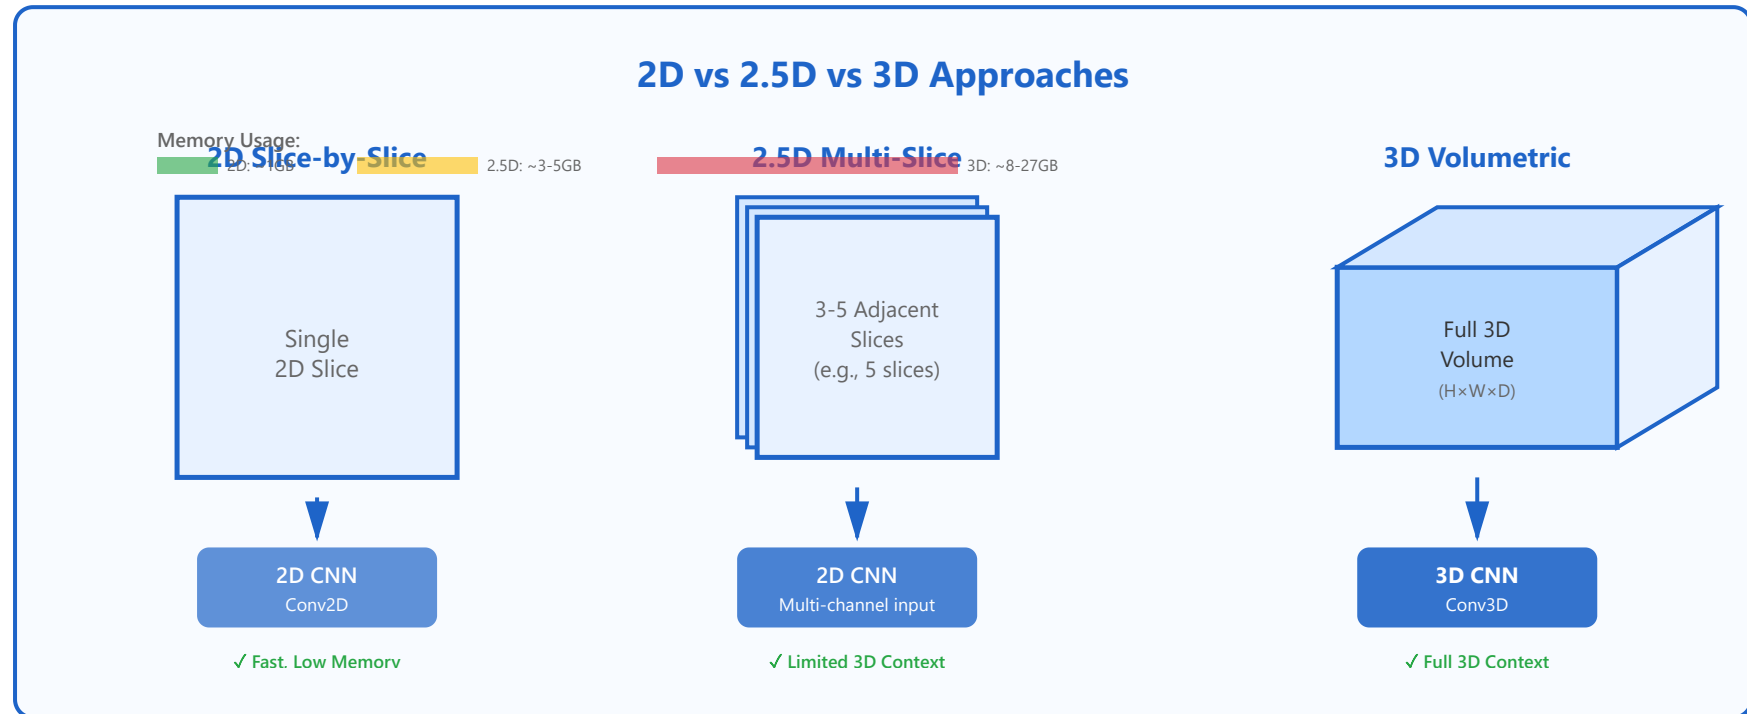 2D vs 2.5D vs 3D Approaches
Memory Usage:
2D: ~1GB
2.5D: ~3-5GB
3D: ~8-27GB
2D Slice-by-Slice
2.5D Multi-Slice
3D Volumetric
Single
2D Slice
3-5 Adjacent
Slices
(e.g., 5 slices)
Full 3D
Volume
(H×W×D)
2D CNN
Conv2D
2D CNN
Multi-channel input
3D CNN
Conv3D
✓ Fast, Low Memory
✓ Limited 3D Context
✓ Full 3D Context